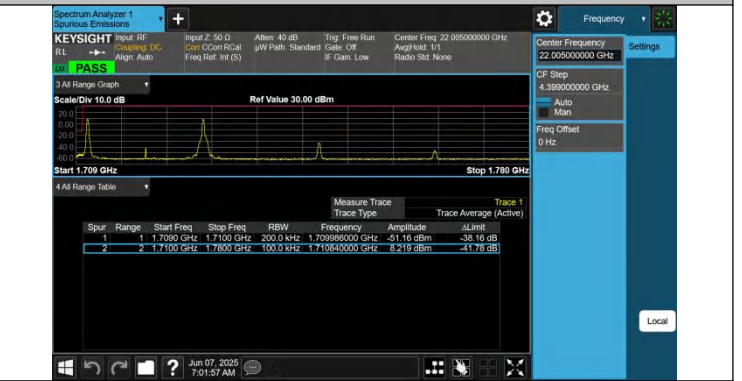 Spectrum Analyzer 1
Spurious Emissions
Frequency
KEYSIGHT
RL
Input: RF
Coupling: DC
Align: Auto
Input Z: 50 Ω
Corr CCorr RCal
Freq Ref: Int (S)
Atten: 40 dB
µW Path: Standard
Trig: Free Run
Gate: Off
IF Gain: Low
Center Freq: 22.005000000 GHz
Avg|Hold: 1/1
Radio Std: None
PASS
Center Frequency
22.005000000 GHz
Settings
CF Step
4.399000000 GHz
Auto
Man
Freq Offset
0 Hz
3 All Range Graph
Scale/Div 10.0 dB
Ref Value 30.00 dBm
20.0
0.00
-20.0
-40.0
-60.0
Start 1.709 GHz
Stop 1.780 GHz
4 All Range Table
Measure Trace Trace 1
Trace Type Trace Average (Active)
Spur Range Start Freq Stop Freq RBW Frequency Amplitude ΔLimit
1 1 1.7090 GHz 1.7100 GHz 200.0 kHz 1.709986000 GHz -51.16 dBm -38.16 dB
2 2 1.7100 GHz 1.7800 GHz 100.0 kHz 1.710840000 GHz 8.219 dBm -41.78 dB
Local
Jun 07, 2025
7:01:57 AM